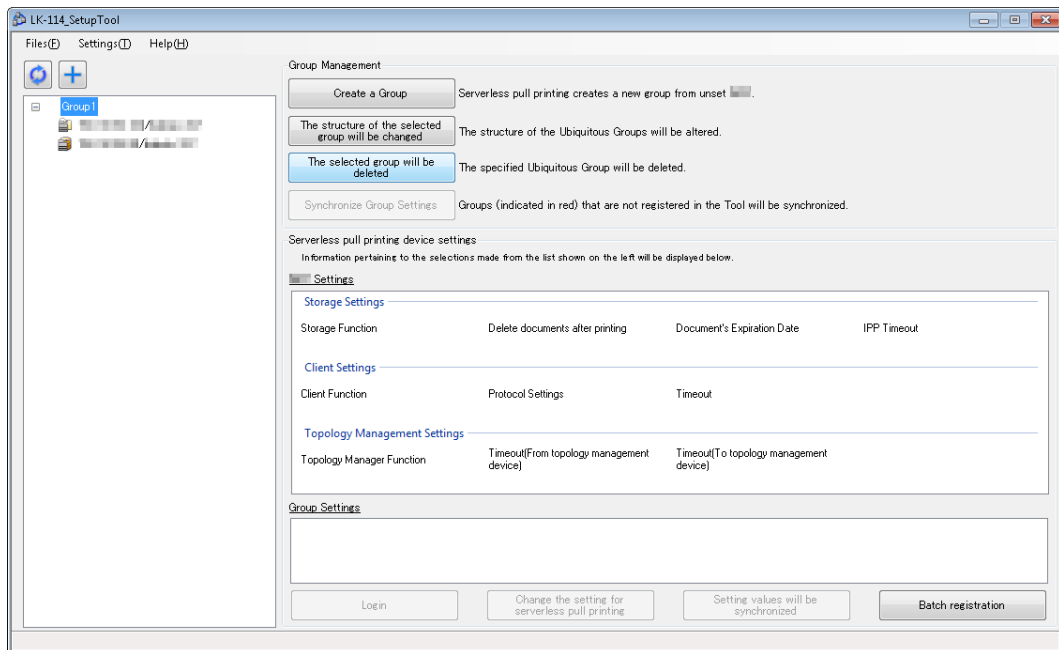 LK-114_SetupTool
Files(F) Settings(T) Help(H)
Group1
Group Management
Create a Group
Serverless pull printing creates a new group from unset
The structure of the selected
group will be changed
The structure of the Ubiquitous Groups will be altered.
The selected group will be
deleted
The specified Ubiquitous Group will be deleted.
Synchronize Group Settings
Groups (indicated in red) that are not registered in the Tool will be synchronized.
Serverless pull printing device settings
Information pertaining to the selections made from the list shown on the left will be displayed below.
Settings
Storage Settings
Storage Function Delete documents after printing Document's Expiration Date IPP Timeout
Client Settings
Client Function Protocol Settings Timeout
Topology Management Settings
Topology Manager Function
Timeout(From topology management
device)
Timeout(To topology management
device)
Group Settings
Login
Change the setting for
serverless pull printing
Setting values will be
synchronized
Batch registration